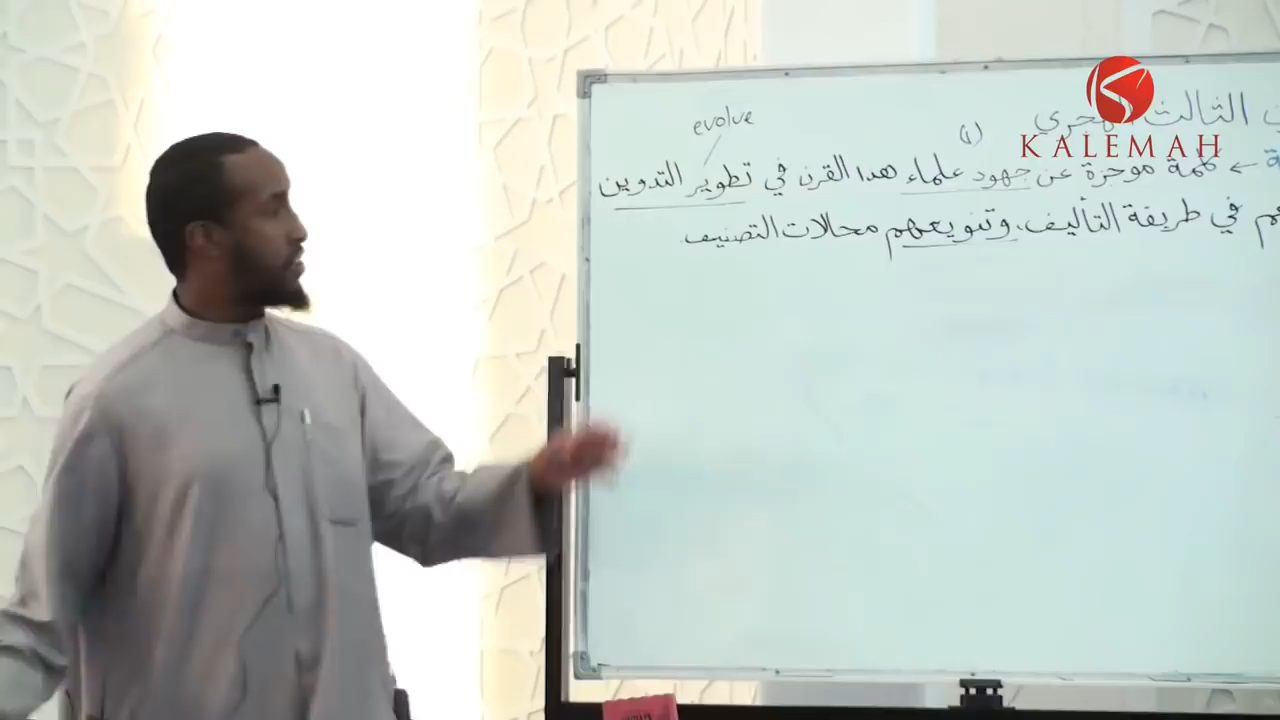 evolve
الثالث الهجري
(١)
← كلمة موجزة عن جهود علماء هذا القرن في تطوير التدوين
في طريقة التأليف، وتنويعهم مجالات التصنيف.
KALEMAH